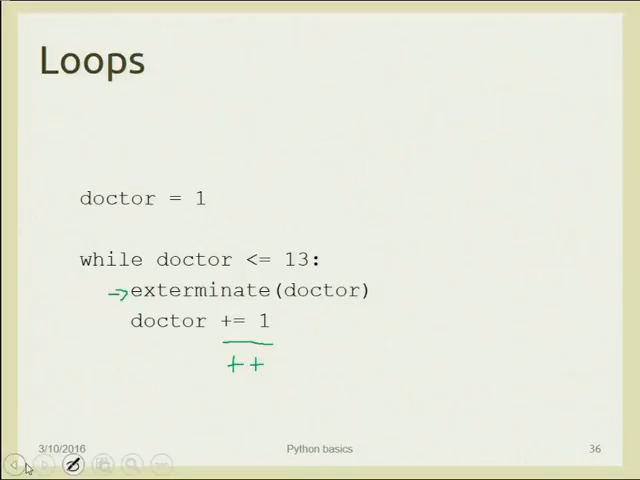 Loops
doctor = 1
while doctor <= 13:
exterminate(doctor)
doctor += 1
++
3/10/2016
Python basics
36